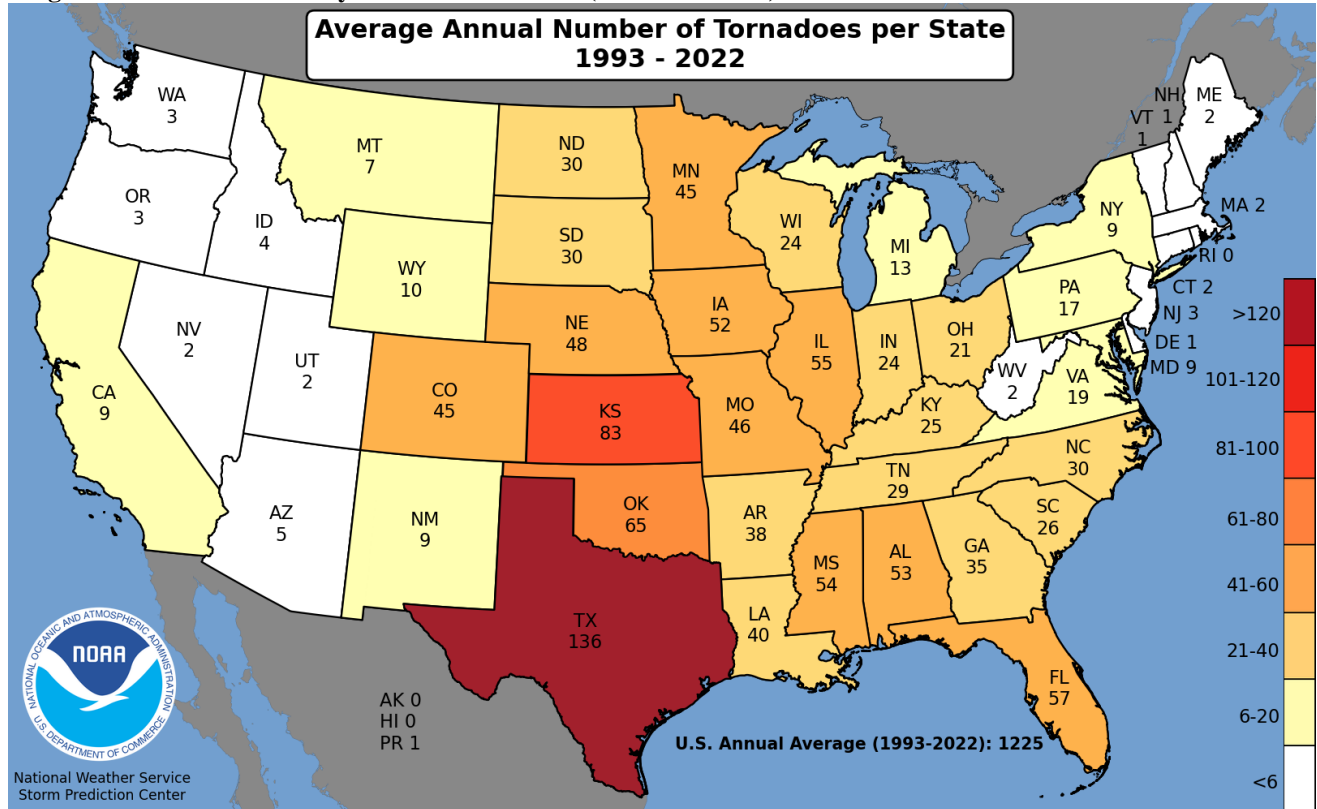 Average Annual Number of Tornadoes per State
1993 - 2022
WA
3
OR
3
ID
4
MT
7
ND
30
MN
45
WI
24
MI
13
NY
9
VT
1
NH
1
ME
2
MA 2
RI 0
CT 2
NJ 3
DE 1
MD 9
SD
30
WY
10
NE
48
IA
52
IL
55
IN
24
OH
21
PA
17
WV
2
VA
19
KY
25
CA
9
NV
2
UT
2
CO
45
KS
83
MO
46
TN
29
NC
30
SC
26
AZ
5
NM
9
OK
65
AR
38
MS
54
AL
53
GA
35
TX
136
LA
40
FL
57
AK 0
HI 0
PR 1
U.S. Annual Average (1993-2022): 1225
>120
101-120
81-100
61-80
41-60
21-40
6-20
<6
NATIONAL OCEANIC AND ATMOSPHERIC ADMINISTRATION
NOAA
U.S. DEPARTMENT OF COMMERCE
National Weather Service
Storm Prediction Center